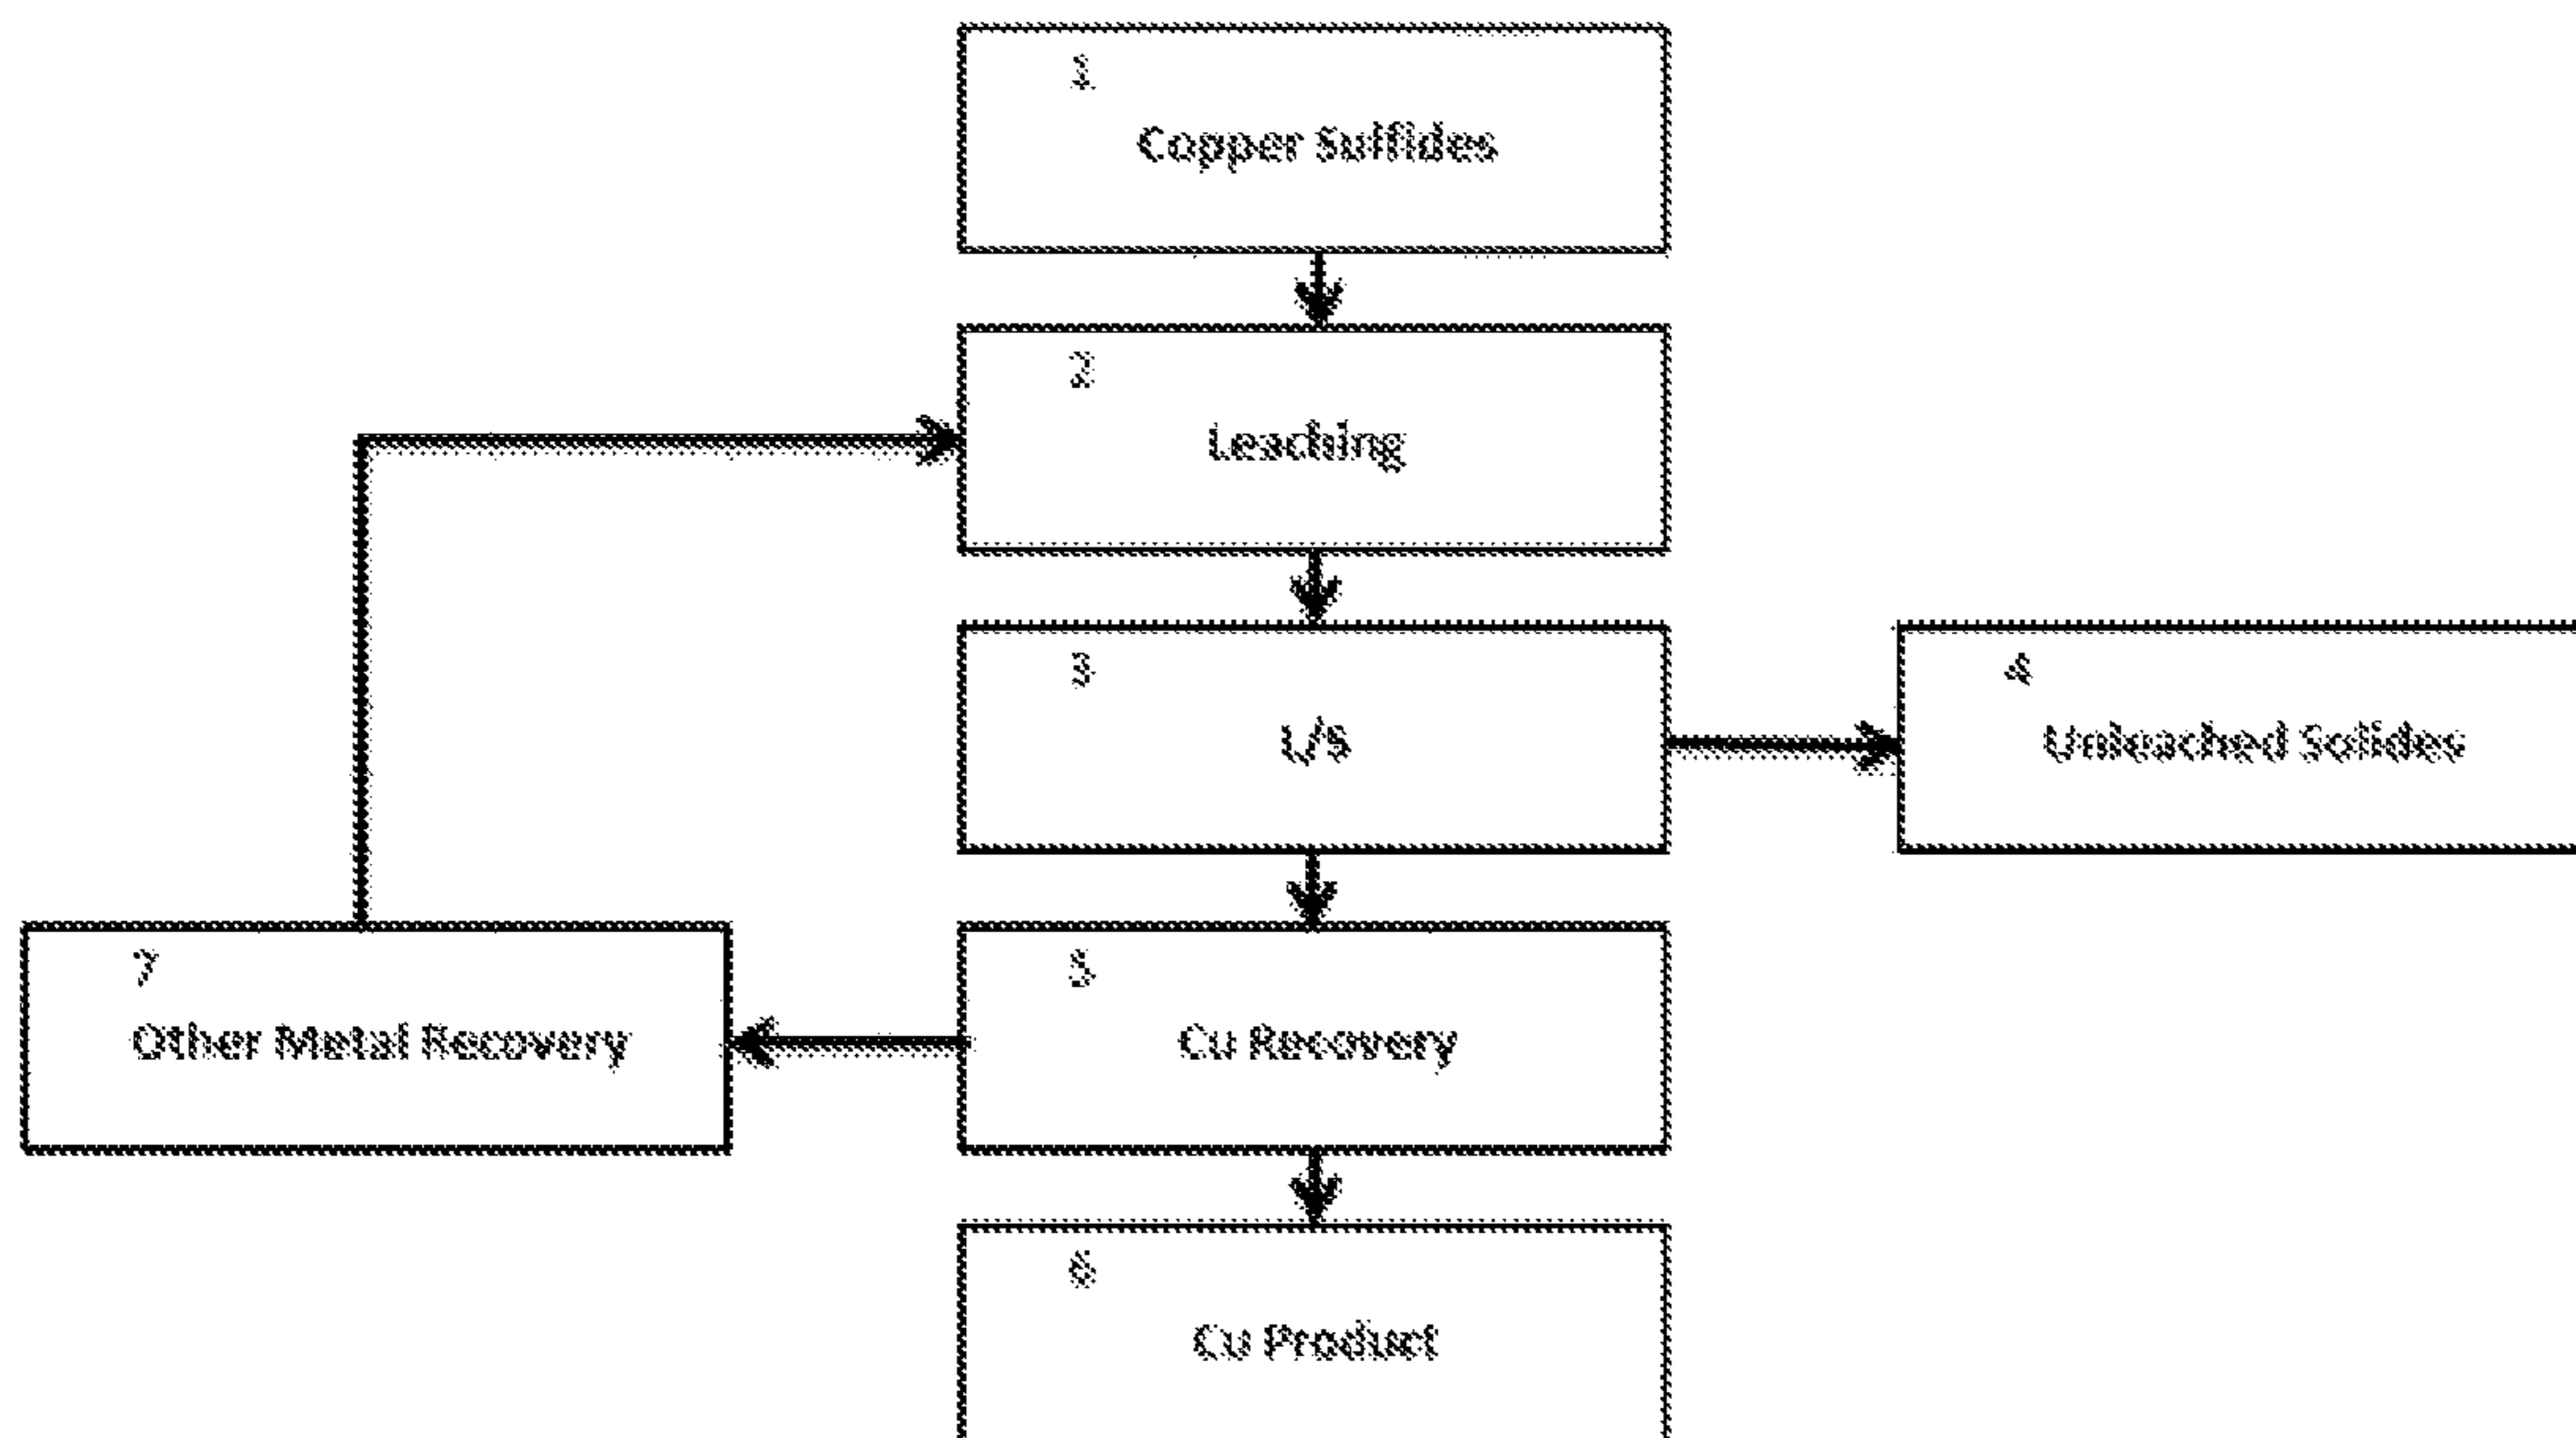 1
Copper Sulfides
2
Leaching
3
L/S
4
Unleached Solides
7
Other Metal Recovery
5
Cu Recovery
6
Cu Product